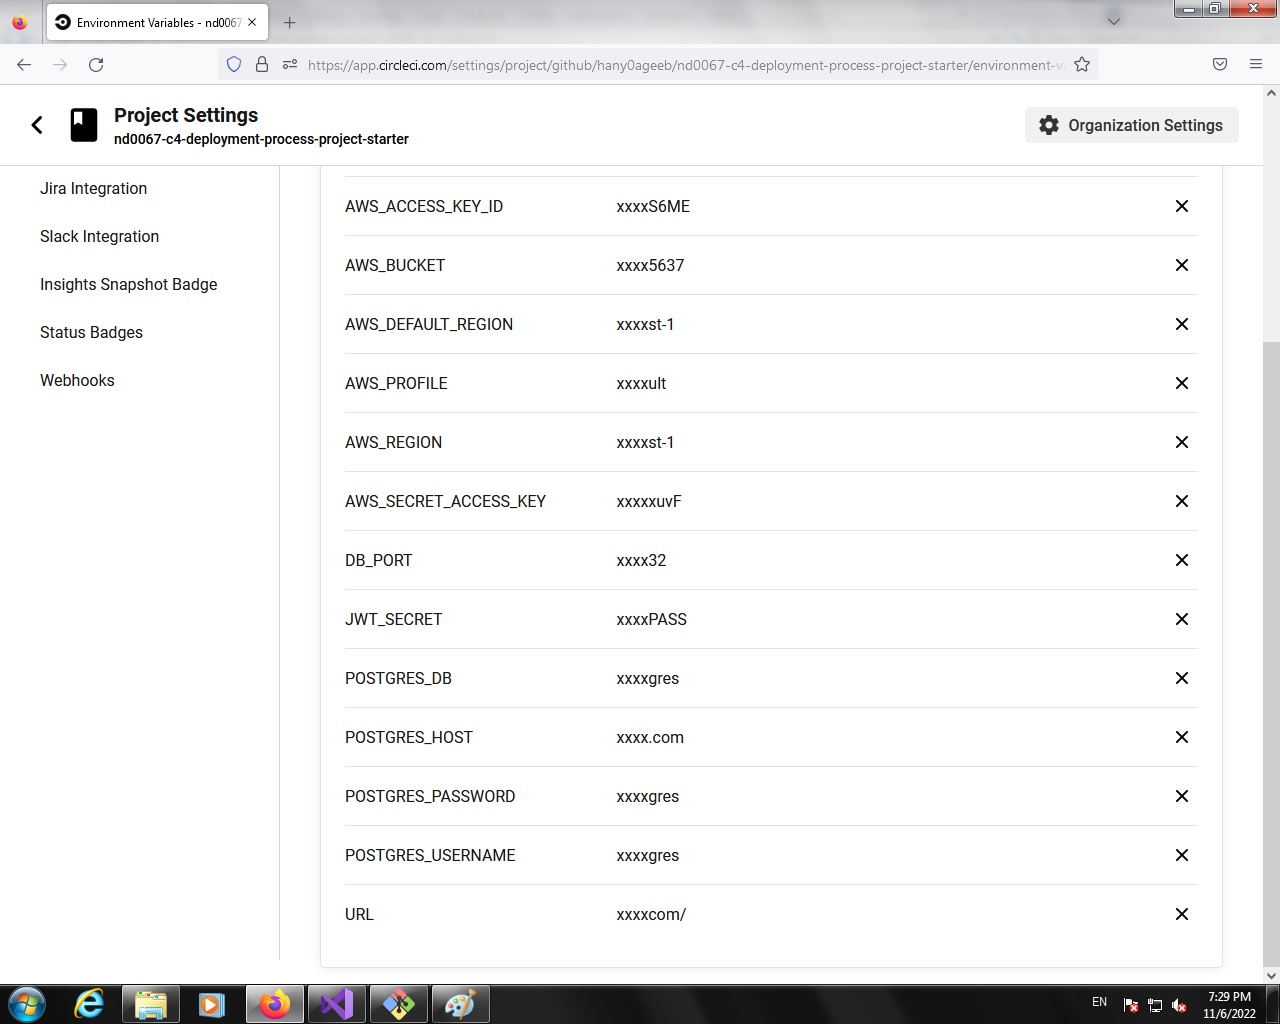 Environment Variables - nd0067
https://app.circleci.com/settings/project/github/hany0ageeb/nd0067-c4-deployment-process-project-starter/environment-v
Project Settings
nd0067-c4-deployment-process-project-starter
Organization Settings
Jira Integration
Slack Integration
Insights Snapshot Badge
Status Badges
Webhooks
AWS_ACCESS_KEY_ID xxxxS6ME
AWS_BUCKET xxxx5637
AWS_DEFAULT_REGION xxxxst-1
AWS_PROFILE xxxxult
AWS_REGION xxxxst-1
AWS_SECRET_ACCESS_KEY xxxxxuvF
DB_PORT xxxx32
JWT_SECRET xxxxPASS
POSTGRES_DB xxxxgres
POSTGRES_HOST xxxx.com
POSTGRES_PASSWORD xxxxgres
POSTGRES_USERNAME xxxxgres
URL xxxxcom/
EN
7:29 PM
11/6/2022